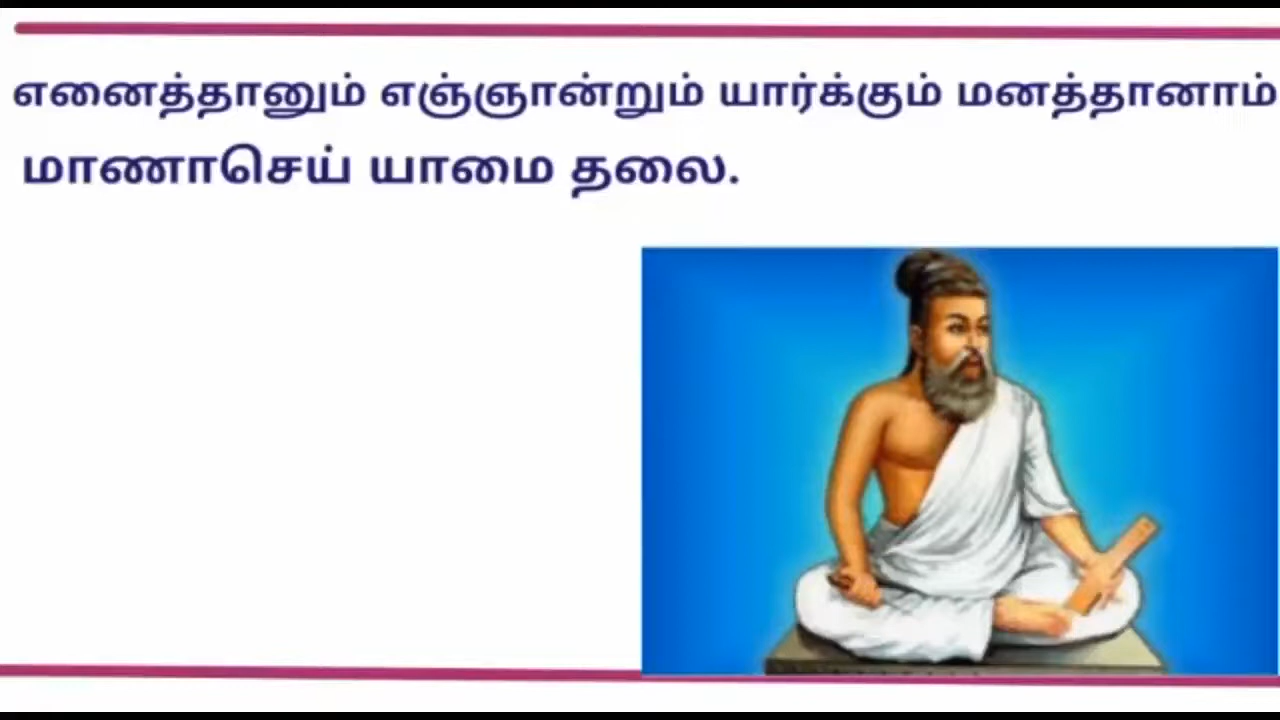 எனைத்தானும் எஞ்ஞான்றும் யார்க்கும் மனத்தானாம்
மாணாசெய் யாமை தலை.